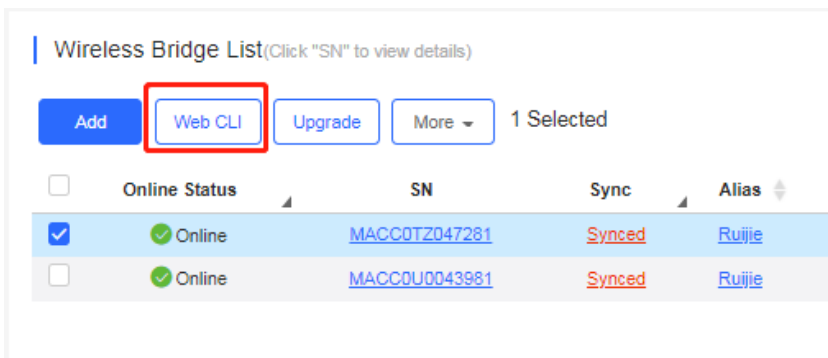 Wireless Bridge List(Click "SN" to view details)
Add Web CLI Upgrade More 1 Selected
Online Status SN Sync Alias
Online MACC0TZ047281 Synced Ruijie
Online MACC0U0043981 Synced Ruijie